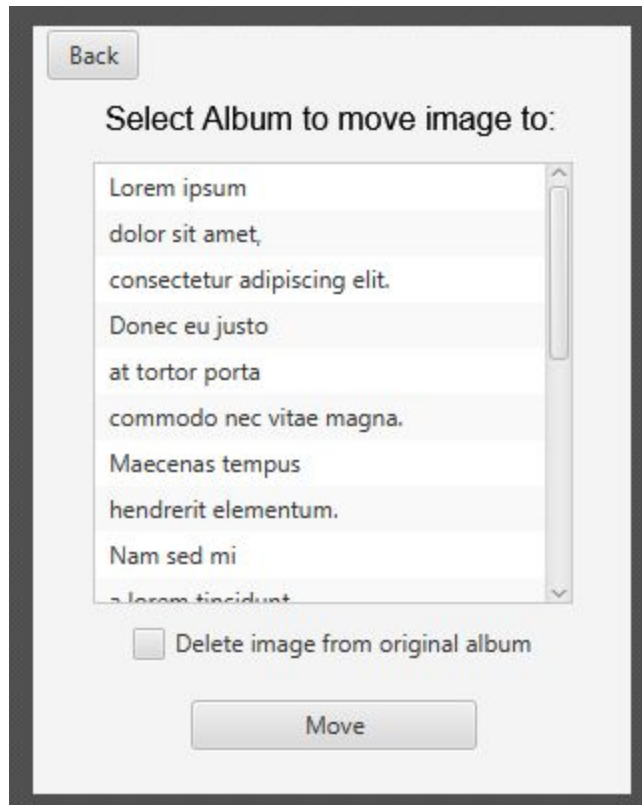 Back
Select Album to move image to:
Lorem ipsum
dolor sit amet,
consectetur adipiscing elit.
Donec eu justo
at tortor porta
commodo nec vitae magna.
Maecenas tempus
hendrerit elementum.
Nam sed mi
a lorem tincidunt
Delete image from original album
Move